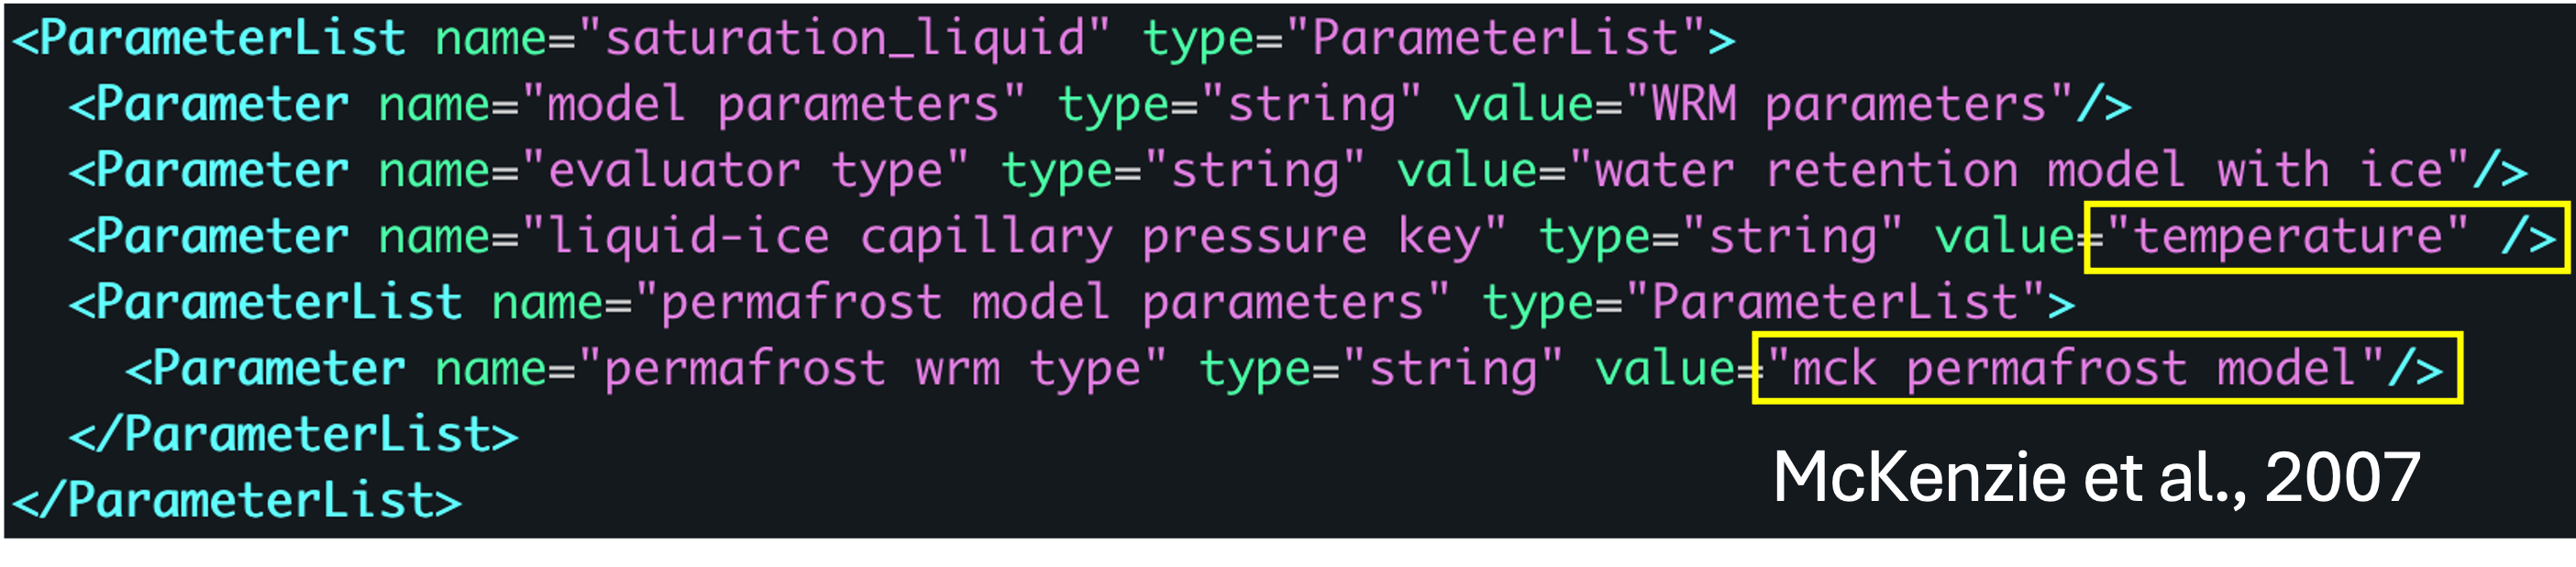 <ParameterList name="saturation_liquid" type="ParameterList">
  <Parameter name="model parameters" type="string" value="WRM parameters"/>
  <Parameter name="evaluator type" type="string" value="water retention model with ice"/>
  <Parameter name="liquid-ice capillary pressure key" type="string" value="temperature" />
  <ParameterList name="permafrost model parameters" type="ParameterList">
    <Parameter name="permafrost wrm type" type="string" value="mck permafrost model"/>
  </ParameterList>
</ParameterList>
McKenzie et al., 2007